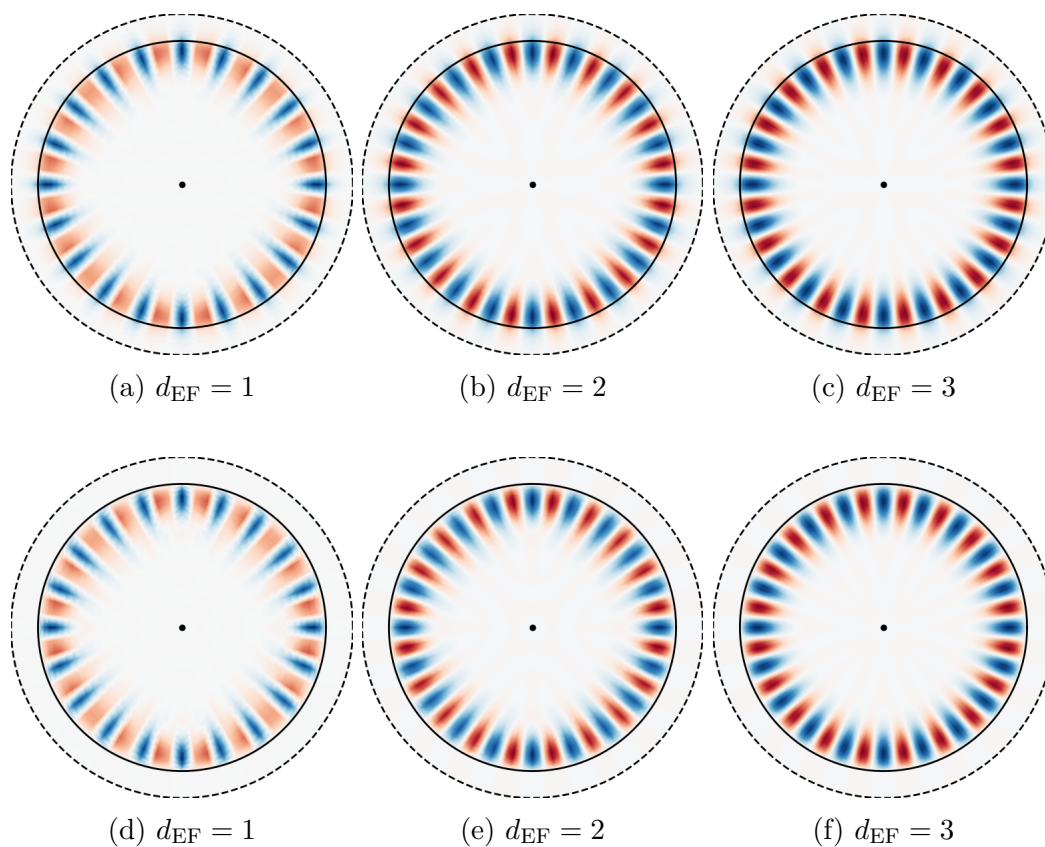 (a) d_EF = 1
(b) d_EF = 2
(c) d_EF = 3
(d) d_EF = 1
(e) d_EF = 2
(f) d_EF = 3